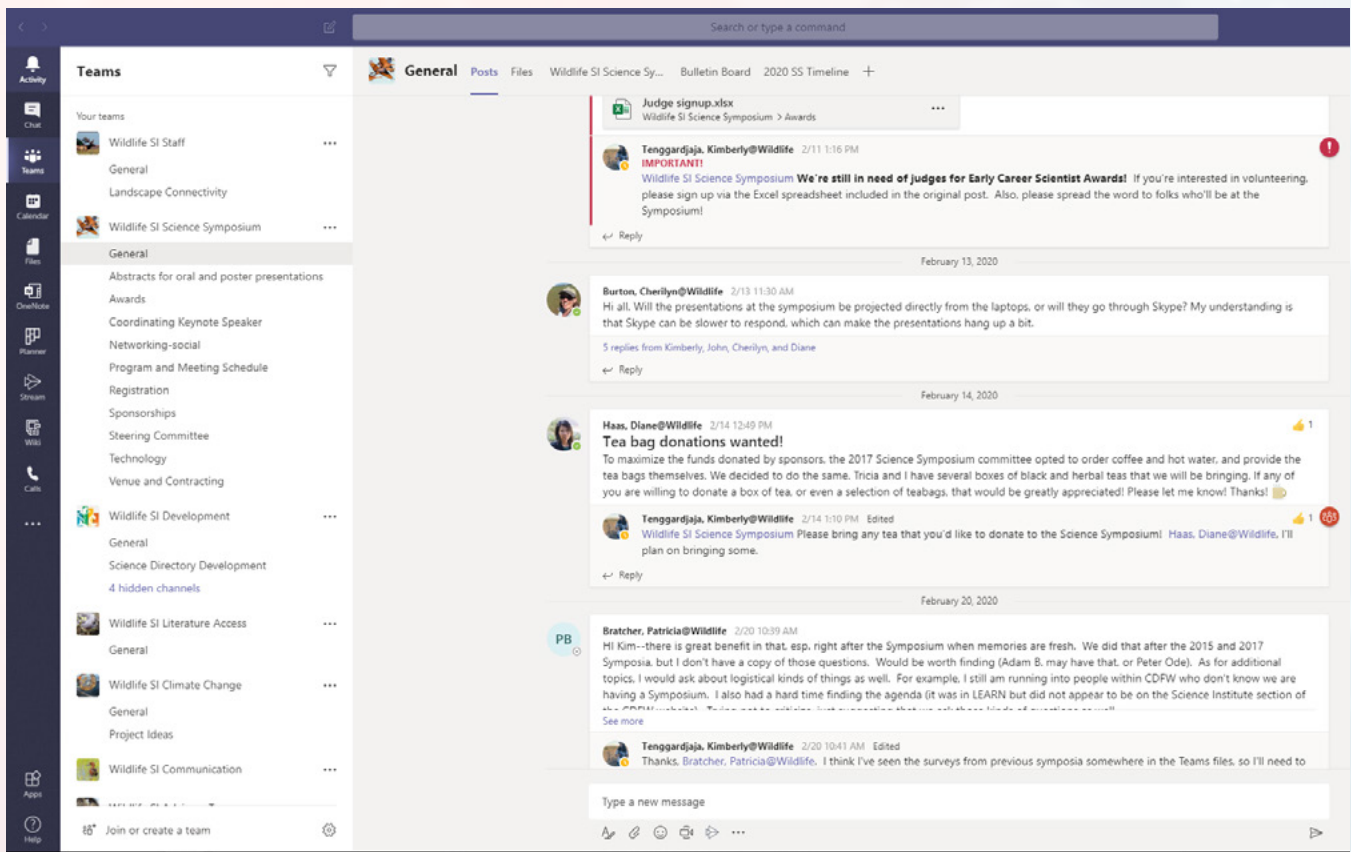 Search or type a command
Activity
Chat
Teams
Calendar
Files
OneNote
Planner
Stream
Wiki
Calls
Apps
Help
Teams
Your teams
Wildlife SI Staff
General
Landscape Connectivity
Wildlife SI Science Symposium
General
Abstracts for oral and poster presentations
Awards
Coordinating Keynote Speaker
Networking-social
Program and Meeting Schedule
Registration
Sponsorships
Steering Committee
Technology
Venue and Contracting
Wildlife SI Development
General
Science Directory Development
4 hidden channels
Wildlife SI Literature Access
General
Wildlife SI Climate Change
General
Project Ideas
Wildlife SI Communication
Join or create a team
General Posts Files Wildlife SI Science Sy... Bulletin Board 2020 SS Timeline
Judge signup.xlsx
Wildlife SI Science Symposium > Awards
Tenggardjaja, Kimberly@Wildlife 2/11 1:16 PM
IMPORTANT!
Wildlife SI Science Symposium We're still in need of judges for Early Career Scientist Awards! If you're interested in volunteering,
please sign up via the Excel spreadsheet included in the original post. Also, please spread the word to folks who'll be at the
Symposium!
Reply
February 13, 2020
Burton, Cherilyn@Wildlife 2/13 11:30 AM
Hi all, Will the presentations at the symposium be projected directly from the laptops, or will they go through Skype? My understanding is
that Skype can be slower to respond, which can make the presentations hang up a bit.
5 replies from Kimberly, John, Cherilyn, and Diane
Reply
February 14, 2020
Haas, Diane@Wildlife 2/14 12:49 PM 1
Tea bag donations wanted!
To maximize the funds donated by sponsors, the 2017 Science Symposium committee opted to order coffee and hot water, and provide the
tea bags themselves. We decided to do the same. Tricia and I have several boxes of black and herbal teas that we will be bringing. If any of
you are willing to donate a box of tea, or even a selection of teabags, that would be greatly appreciated! Please let me know! Thanks!
Tenggardjaja, Kimberly@Wildlife 2/14 1:10 PM Edited 1
Wildlife SI Science Symposium Please bring any tea that you'd like to donate to the Science Symposium! Haas, Diane@Wildlife, I'll
plan on bringing some.
Reply
February 20, 2020
PB
Bratcher, Patricia@Wildlife 2/20 10:39 AM
HI Kim--there is great benefit in that, esp. right after the Symposium when memories are fresh. We did that after the 2015 and 2017
Symposia, but I don't have a copy of those questions. Would be worth finding (Adam B. may have that, or Peter Ode). As for additional
topics, I would ask about logistical kinds of things as well. For example, I still am running into people within CDFW who don't know we are
having a Symposium. I also had a hard time finding the agenda (it was in LEARN but did not appear to be on the Science Institute section of
See more
Tenggardjaja, Kimberly@Wildlife 2/20 10:41 AM Edited
Thanks, Bratcher, Patricia@Wildlife. I think I've seen the surveys from previous symposia somewhere in the Teams files, so I'll need to
Type a new message